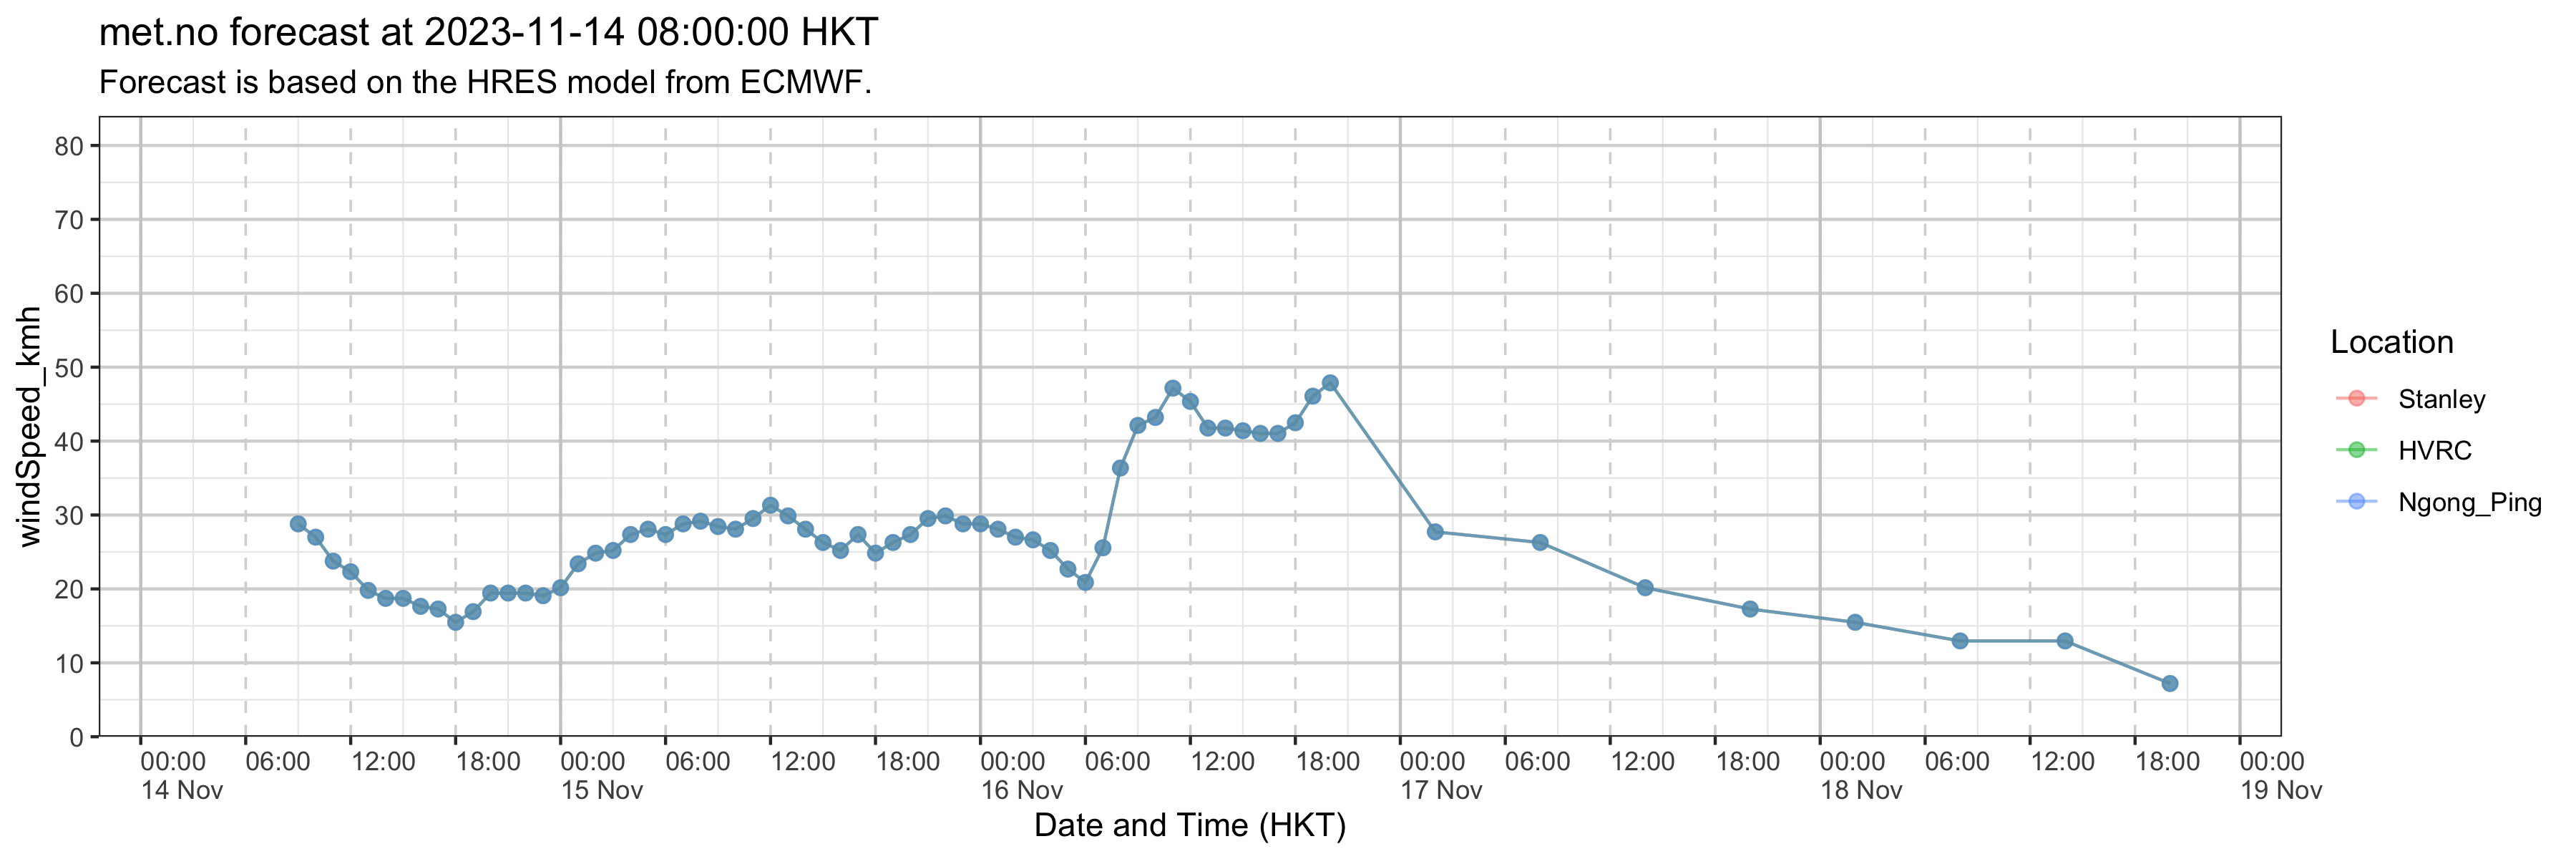 met.no forecast at 2023-11-14 08:00:00 HKT
Forecast is based on the HRES model from ECMWF.
windSpeed_kmh
80
70
60
50
40
30
20
10
0
00:00 06:00 12:00 18:00 00:00 06:00 12:00 18:00 00:00 06:00 12:00 18:00 00:00 06:00 12:00 18:00 00:00 06:00 12:00 18:00 00:00
14 Nov 15 Nov 16 Nov 17 Nov 18 Nov 19 Nov
Date and Time (HKT)
Location
Stanley
HVRC
Ngong_Ping